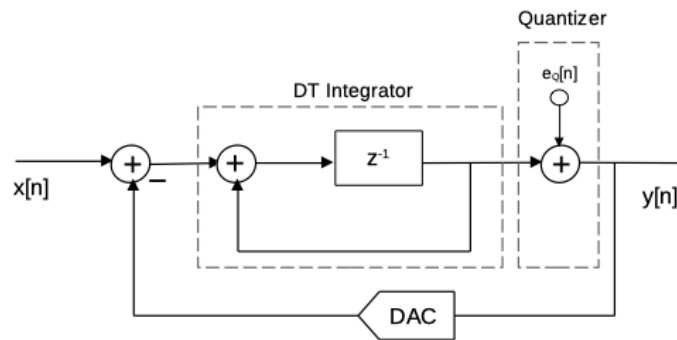 Quantizer
e_Q[n]
DT Integrator
+
−
+
z⁻¹
+
x[n]
y[n]
DAC